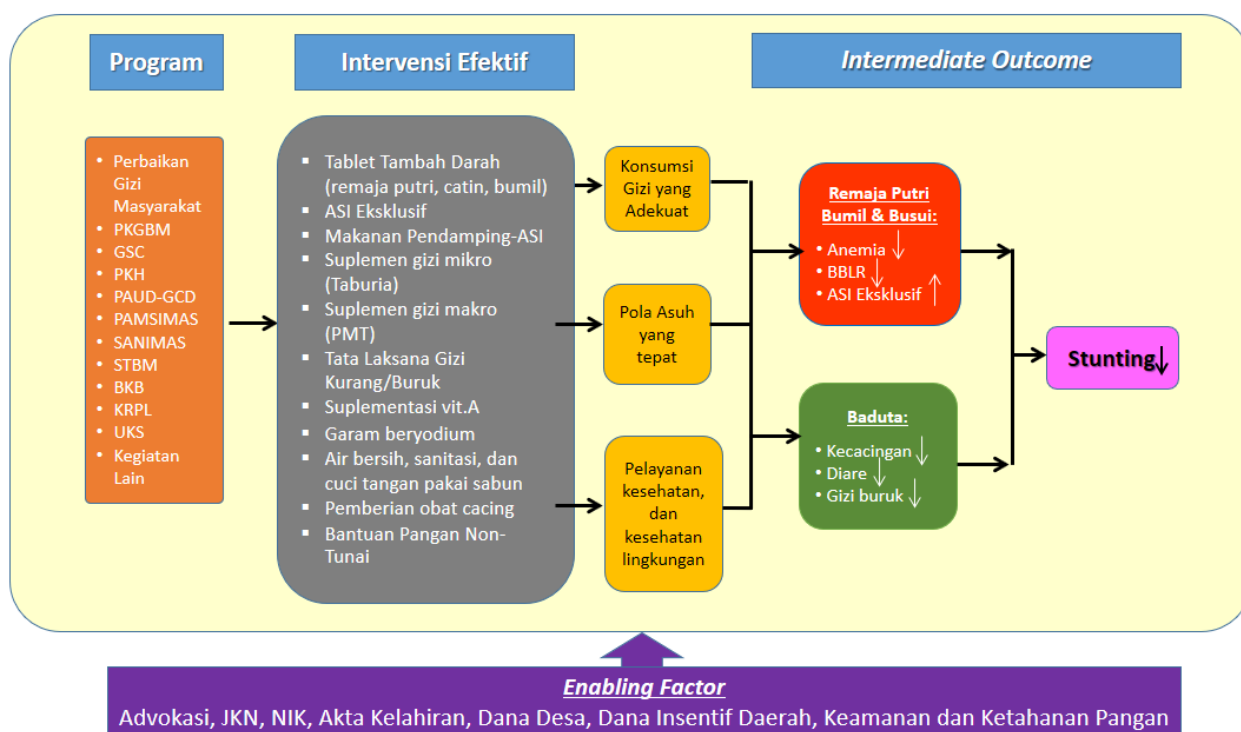 Program
Intervensi Efektif
Intermediate Outcome
• Perbaikan
Gizi
Masyarakat
• PKGBM
• GSC
• PKH
• PAUD-GCD
• PAMSIMAS
• SANIMAS
• STBM
• BKB
• KRPL
• UKS
• Kegiatan
Lain
▪ Tablet Tambah Darah
(remaja putri, catin, bumil)
▪ ASI Eksklusif
▪ Makanan Pendamping-ASI
▪ Suplemen gizi mikro
(Taburia)
▪ Suplemen gizi makro
(PMT)
▪ Tata Laksana Gizi
Kurang/Buruk
▪ Suplementasi vit.A
▪ Garam beryodium
▪ Air bersih, sanitasi, dan
cuci tangan pakai sabun
▪ Pemberian obat cacing
▪ Bantuan Pangan Non-
Tunai
Konsumsi
Gizi yang
Adekuat
Pola Asuh
yang
tepat
Pelayanan
kesehatan,
dan
kesehatan
lingkungan
Remaja Putri
Bumil & Busui:
• Anemia ↓
• BBLR ↓
• ASI Eksklusif ↑
Baduta:
• Kecacingan ↓
• Diare ↓
• Gizi buruk ↓
Stunting↓
Enabling Factor
Advokasi, JKN, NIK, Akta Kelahiran, Dana Desa, Dana Insentif Daerah, Keamanan dan Ketahanan Pangan